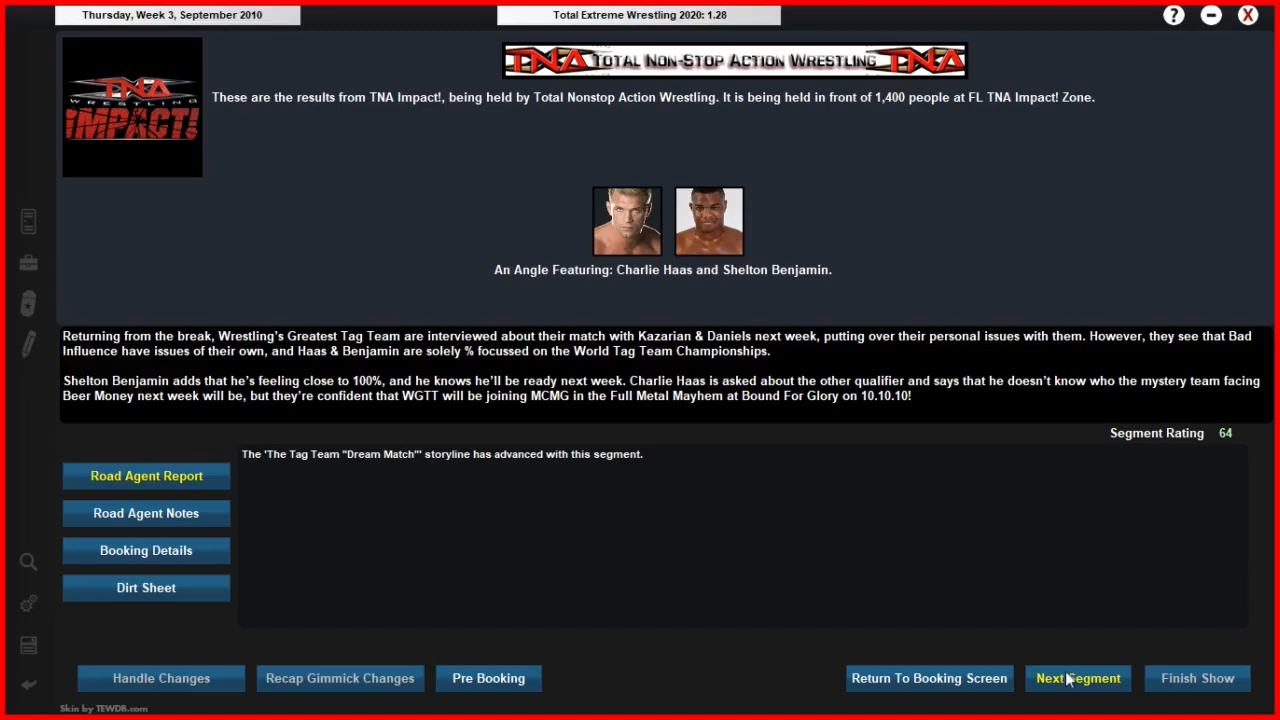 Thursday, Week 3, September 2010
Total Extreme Wrestling 2020: 1.28
? − X
TNA TOTAL NON-STOP ACTION WRESTLING TNA
TNA
WRESTLING
iMPACT!
These are the results from TNA Impact!, being held by Total Nonstop Action Wrestling. It is being held in front of 1,400 people at FL TNA Impact! Zone.
An Angle Featuring: Charlie Haas and Shelton Benjamin.
Returning from the break, Wrestling's Greatest Tag Team are interviewed about their match with Kazarian & Daniels next week, putting over their personal issues with them. However, they see that Bad
Influence have issues of their own, and Haas & Benjamin are solely % focussed on the World Tag Team Championships.
Shelton Benjamin adds that he's feeling close to 100%, and he knows he'll be ready next week. Charlie Haas is asked about the other qualifier and says that he doesn't know who the mystery team facing
Beer Money next week will be, but they're confident that WGTT will be joining MCMG in the Full Metal Mayhem at Bound For Glory on 10.10.10!
Segment Rating 64
The 'The Tag Team "Dream Match"' storyline has advanced with this segment.
Road Agent Report
Road Agent Notes
Booking Details
Dirt Sheet
Handle Changes
Recap Gimmick Changes
Pre Booking
Return To Booking Screen
Next Segment
Finish Show
Skin by TEWDB.com